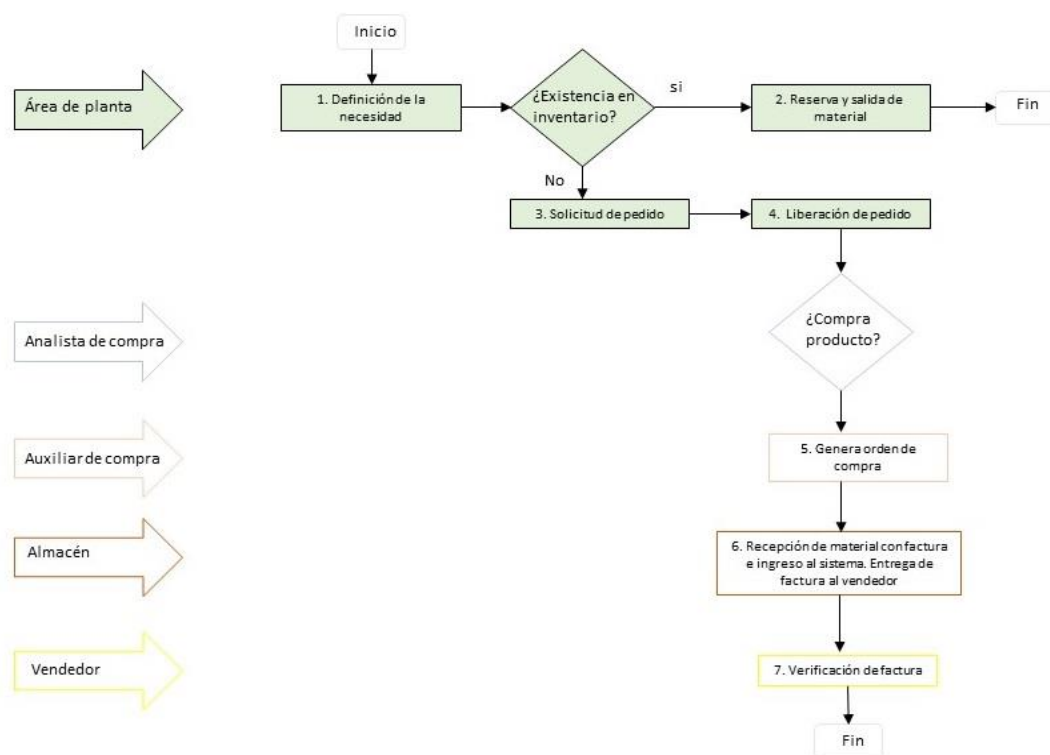 Inicio
Área de planta
1. Definición de la
necesidad
¿Existencia en
inventario?
si
2. Reserva y salida de
material
Fin
No
3. Solicitud de pedido
4. Liberación de pedido
Analista de compra
¿Compra
producto?
Auxiliar de compra
5. Genera orden de
compra
Almacén
6. Recepción de material con factura
e ingreso al sistema. Entrega de
factura al vendedor
Vendedor
7. Verificación de factura
Fin